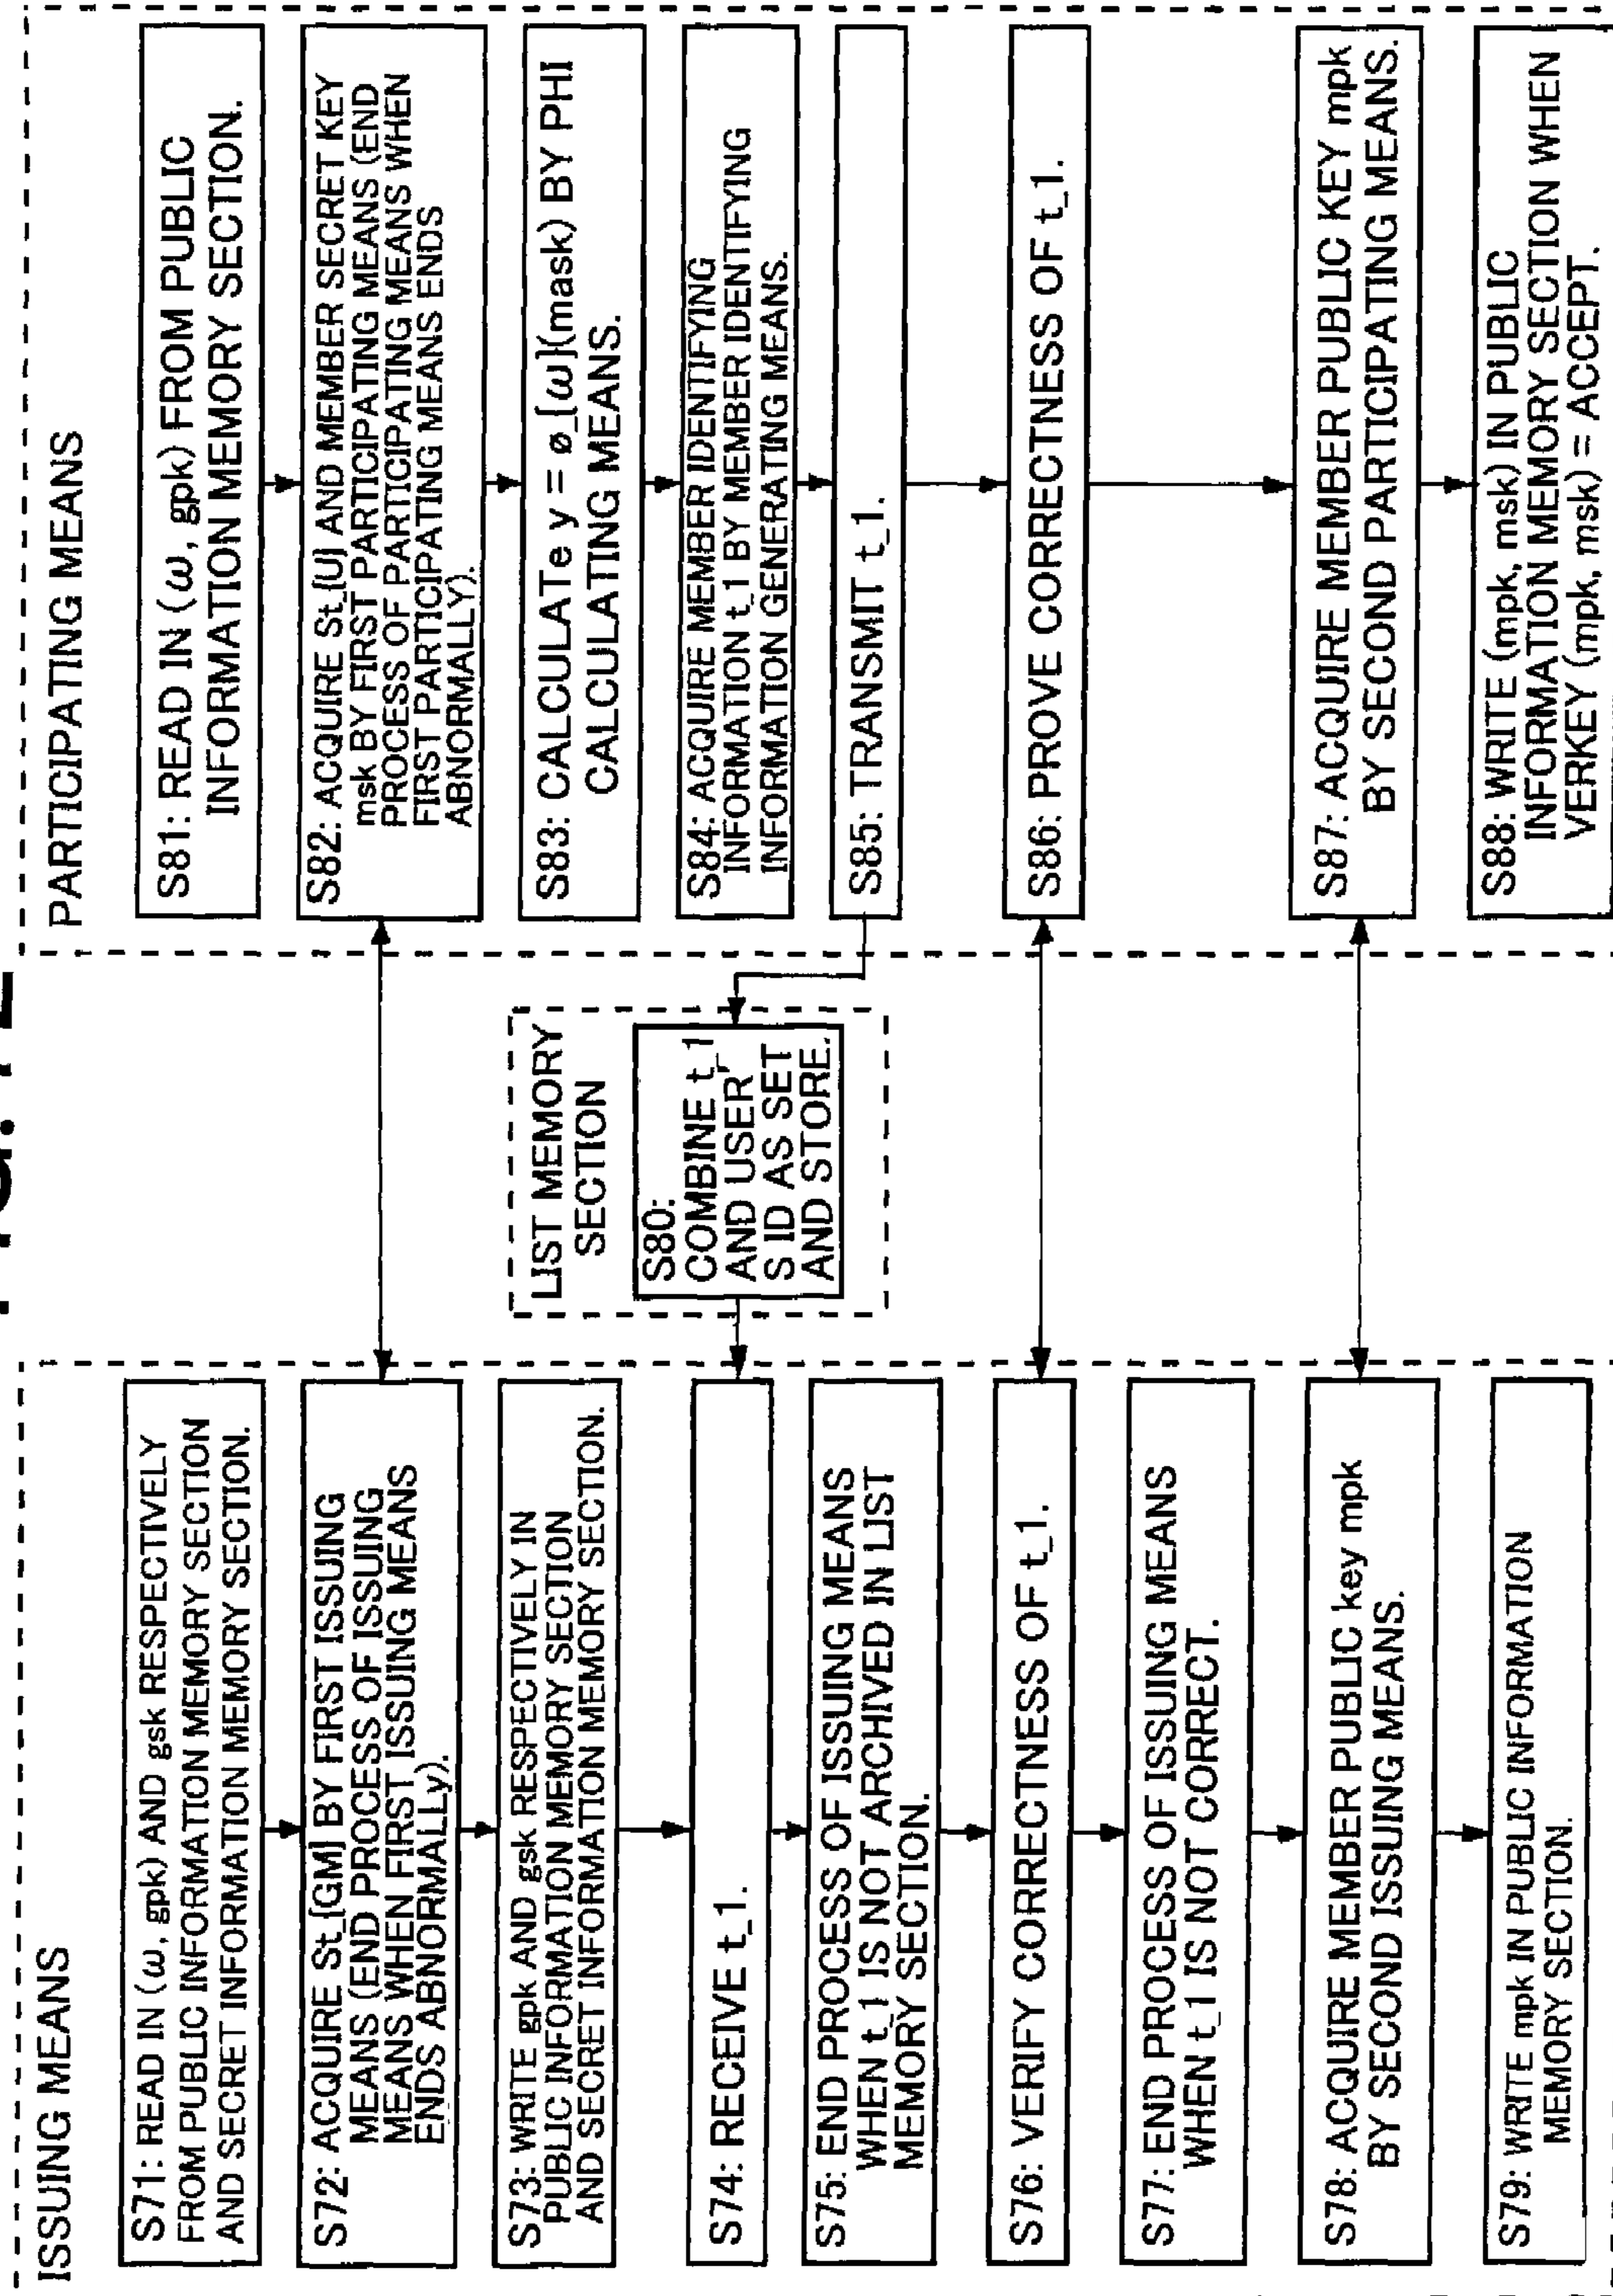 ISSUING MEANS
S71: READ IN (ω, gpk) AND gsk RESPECTIVELY
FROM PUBLIC INFORMATION MEMORY SECTION
AND SECRET INFORMATION MEMORY SECTION.
S72: ACQUIRE St_{GM} BY FIRST ISSUING
MEANS (END PROCESS OF ISSUING
MEANS WHEN FIRST ISSUING MEANS
ENDS ABNORMALLy).
S73: WRITE gpk AND gsk RESPECTIVELY IN
PUBLIC INFORMATION MEMORY SECTION
AND SECRET INFORMATION MEMORY SECTION.
S74: RECEIVE t_1.
S75: END PROCESS OF ISSUING MEANS
WHEN t_1 IS NOT ARCHIVED IN LIST
MEMORY SECTION.
S76: VERIFY CORRECTNESS OF t_1.
S77: END PROCESS OF ISSUING MEANS
WHEN t_1 IS NOT CORRECT.
S78: ACQUIRE MEMBER PUBLIC key mpk
BY SECOND ISSUING MEANS.
S79: WRITE mpk IN PUBLIC INFORMATION
MEMORY SECTION.
LIST MEMORY
SECTION
S80:
COMBINE t_1
AND USER'
S ID AS SET
AND STORE.
PARTICIPATING MEANS
S81: READ IN (ω, gpk) FROM PUBLIC
INFORMATION MEMORY SECTION.
S82: ACQUIRE St_{U} AND MEMBER SECRET KEY
msk BY FIRST PARTICIPATING MEANS (END
PROCESS OF PARTICIPATING MEANS WHEN
FIRST PARTICIPATING MEANS ENDS
ABNORMALLY).
S83: CALCULATe y = ø_{ω}(mask) BY PHI
CALCULATING MEANS.
S84: ACQUIRE MEMBER IDENTIFYING
INFORMATION t_1 BY MEMBER IDENTIFYING
INFORMATION GENERATING MEANS.
S85: TRANSMIT t_1.
S86: PROVE CORRECTNESS OF t_1.
S87: ACQUIRE MEMBER PUBLIC KEY mpk
BY SECOND PARTICIPATING MEANS.
S88: WRITE (mpk, msk) IN PUBLIC
INFORMATION MEMORY SECTION WHEN
VERKEY (mpk, msk) = ACCEPT.